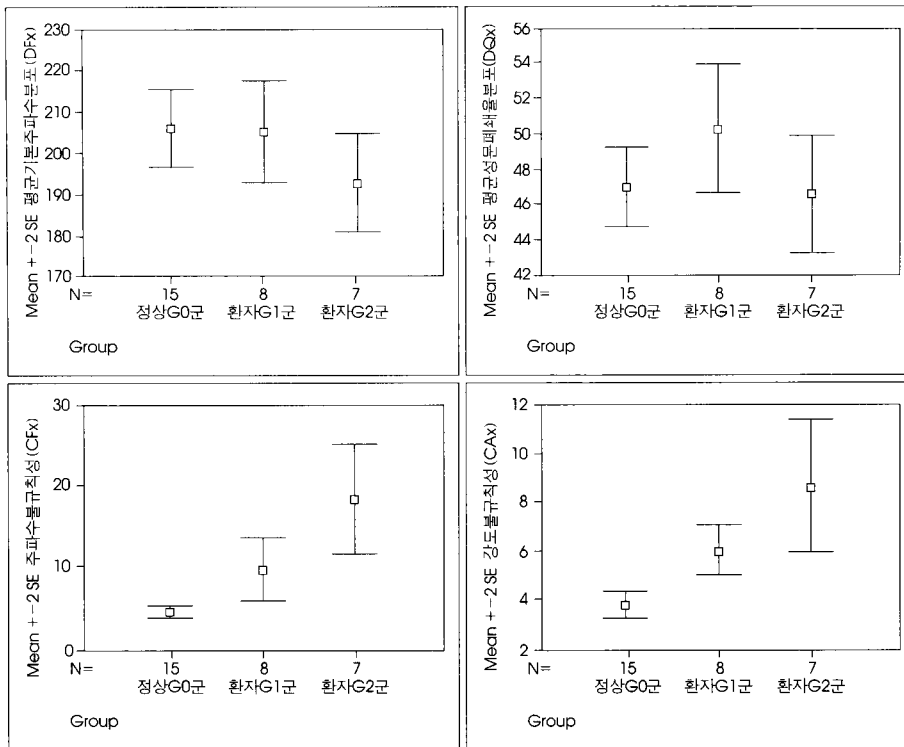 Mean +-2 SE 평균기본주파수분포(DFx)
230
220
210
200
190
180
170
N=
15
8
7
정상G0군
환자G1군
환자G2군
Group
Mean +-2 SE 평균성문폐쇄율분포(DQx)
56
54
52
50
48
46
44
42
N=
15
8
7
정상G0군
환자G1군
환자G2군
Group
Mean +-2 SE 주파수불규칙성(CFx)
30
20
10
0
N=
15
8
7
정상G0군
환자G1군
환자G2군
Group
Mean +-2 SE 강도불규칙성(CAx)
12
10
8
6
4
2
N=
15
8
7
정상G0군
환자G1군
환자G2군
Group